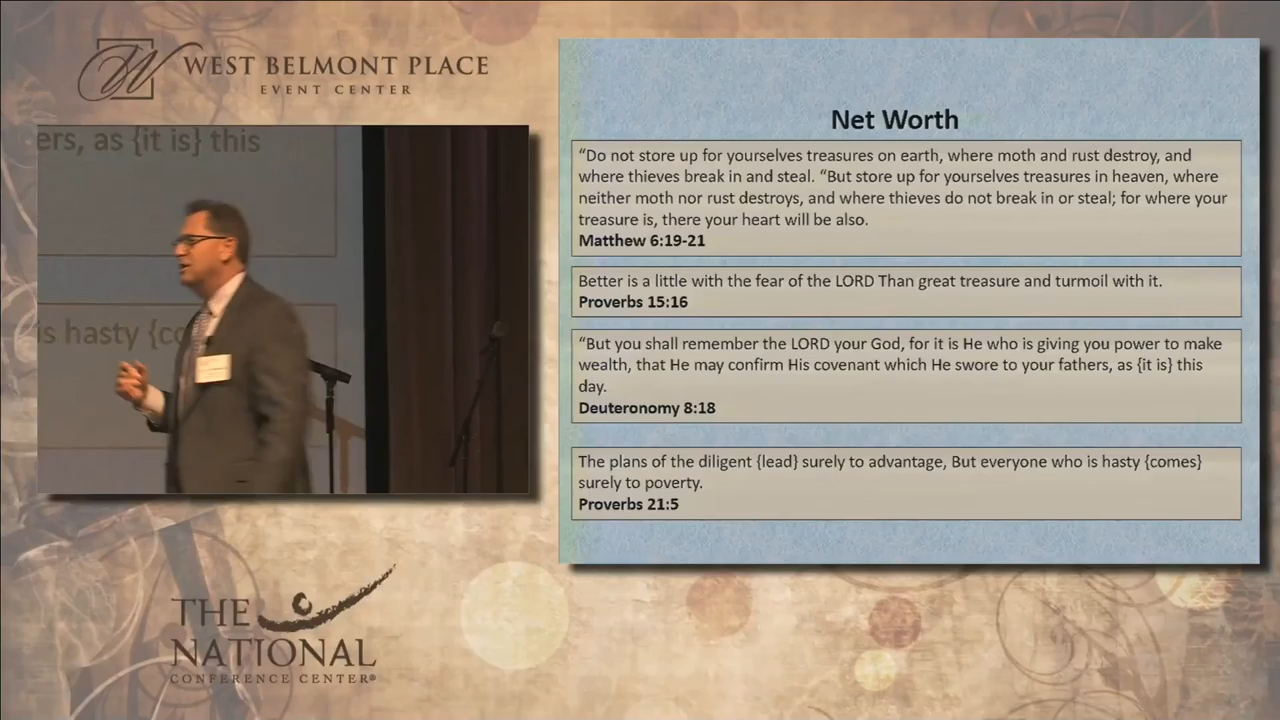 WEST BELMONT PLACE
EVENT CENTER
ers, as {it is} this
is hasty {co
THE
NATIONAL
CONFERENCE CENTER®
Net Worth
“Do not store up for yourselves treasures on earth, where moth and rust destroy, and
where thieves break in and steal. “But store up for yourselves treasures in heaven, where
neither moth nor rust destroys, and where thieves do not break in or steal; for where your
treasure is, there your heart will be also.
Matthew 6:19-21
Better is a little with the fear of the LORD Than great treasure and turmoil with it.
Proverbs 15:16
“But you shall remember the LORD your God, for it is He who is giving you power to make
wealth, that He may confirm His covenant which He swore to your fathers, as {it is} this
day.
Deuteronomy 8:18
The plans of the diligent {lead} surely to advantage, But everyone who is hasty {comes}
surely to poverty.
Proverbs 21:5